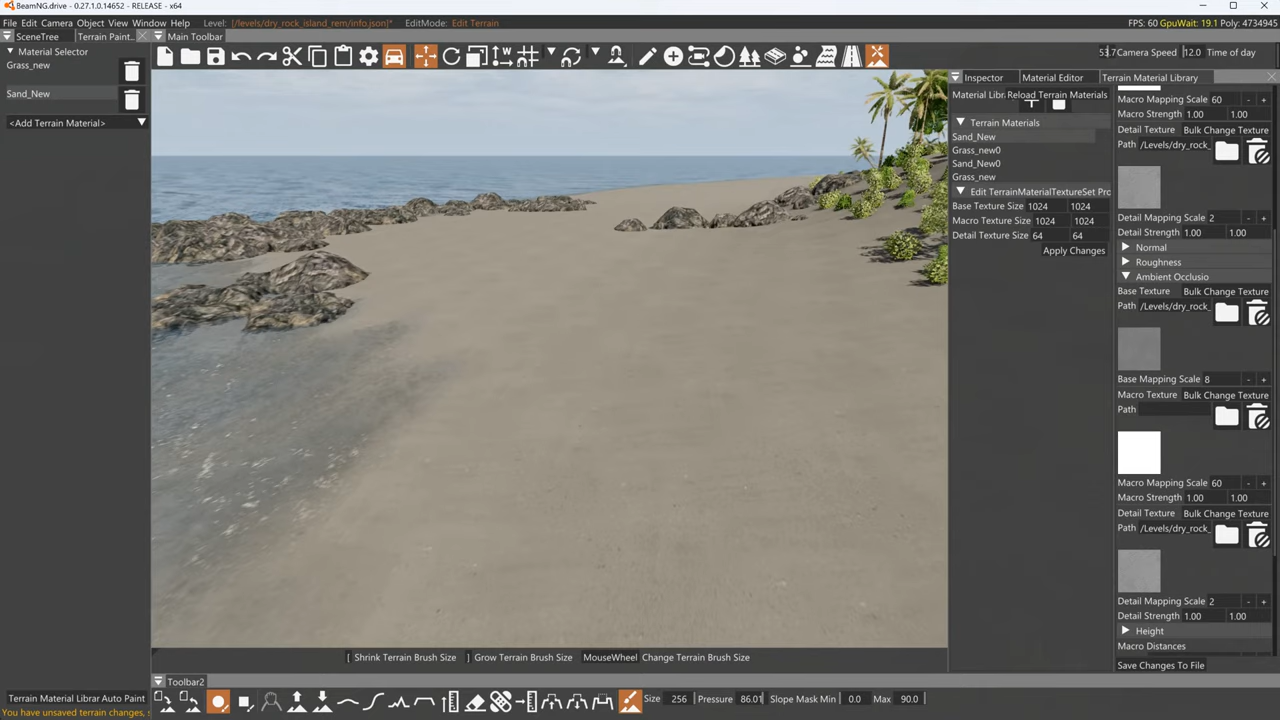 BeamNG.drive - 0.27.1.0.14652 - RELEASE - x64
File Edit Camera Object View Window Help Level: [/levels/dry_rock_island_rem/info.json]* EditMode: Edit Terrain FPS: 60 GpuWait: 19.1 Poly: 4734945
SceneTree Terrain Paint.. Main Toolbar
Material Selector
Grass_new
Sand_New
<Add Terrain Material>
53.7 Camera Speed 12.0 Time of day
Inspector Material Editor Terrain Material Library
Material Libr Reload Terrain Materials
Terrain Materials
Sand_New
Grass_new0
Sand_New0
Grass_new
Edit TerrainMaterialTextureSet Pro
Base Texture Size 1024 1024
Macro Texture Size 1024 1024
Detail Texture Size 64 64
Apply Changes
Macro Mapping Scale 60 - +
Macro Strength 1.00 1.00
Detail Texture Bulk Change Texture
Path /Levels/dry_rock_
Detail Mapping Scale 2 - +
Detail Strength 1.00 1.00
Normal
Roughness
Ambient Occlusio
Base Texture Bulk Change Texture
Path /Levels/dry_rock_
Base Mapping Scale 8 - +
Macro Texture Bulk Change Texture
Path
Macro Mapping Scale 60 - +
Macro Strength 1.00 1.00
Detail Texture Bulk Change Texture
Path /Levels/dry_rock_
Detail Mapping Scale 2 - +
Detail Strength 1.00 1.00
Height
Macro Distances
Save Changes To File
[ Shrink Terrain Brush Size ] Grow Terrain Brush Size MouseWheel Change Terrain Brush Size
Toolbar2
Terrain Material Librar Auto Paint Size 256 Pressure 86.01 Slope Mask Min 0.0 Max 90.0
You have unsaved terrain changes, s